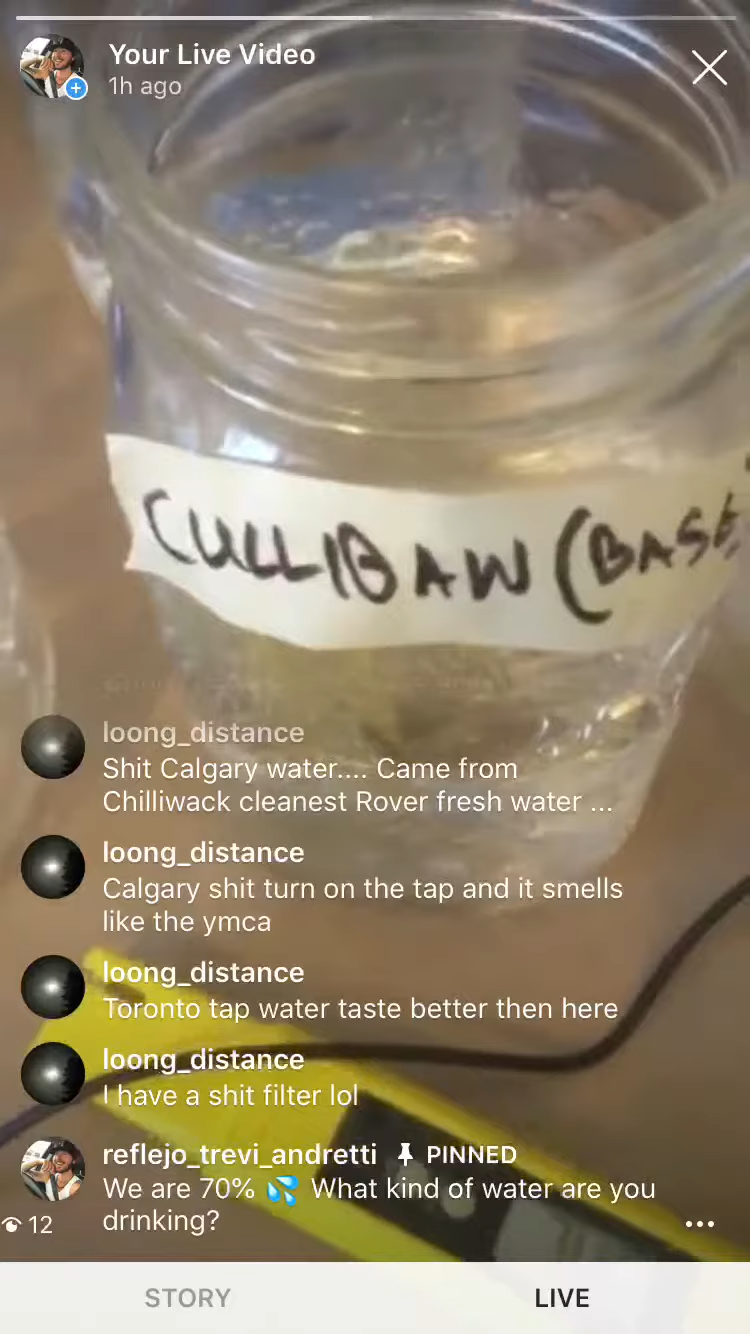 Your Live Video
1h ago
CULLIBAW (BASE
loong_distance
Shit Calgary water.... Came from
Chilliwack cleanest Rover fresh water ...
loong_distance
Calgary shit turn on the tap and it smells
like the ymca
loong_distance
Toronto tap water taste better then here
loong_distance
I have a shit filter lol
reflejo_trevi_andretti PINNED
We are 70% 💦 What kind of water are you
drinking?
12
STORY
LIVE